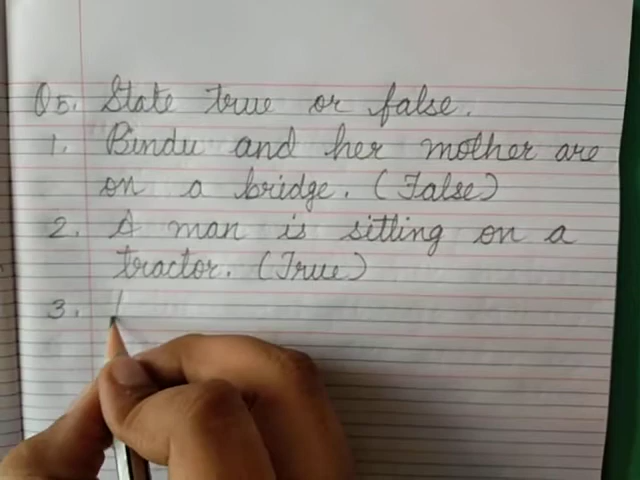 Q5. State true or false.
1. Bindu and her mother are
on a bridge. (False)
2. A man is sitting on a
tractor. (True)
3.